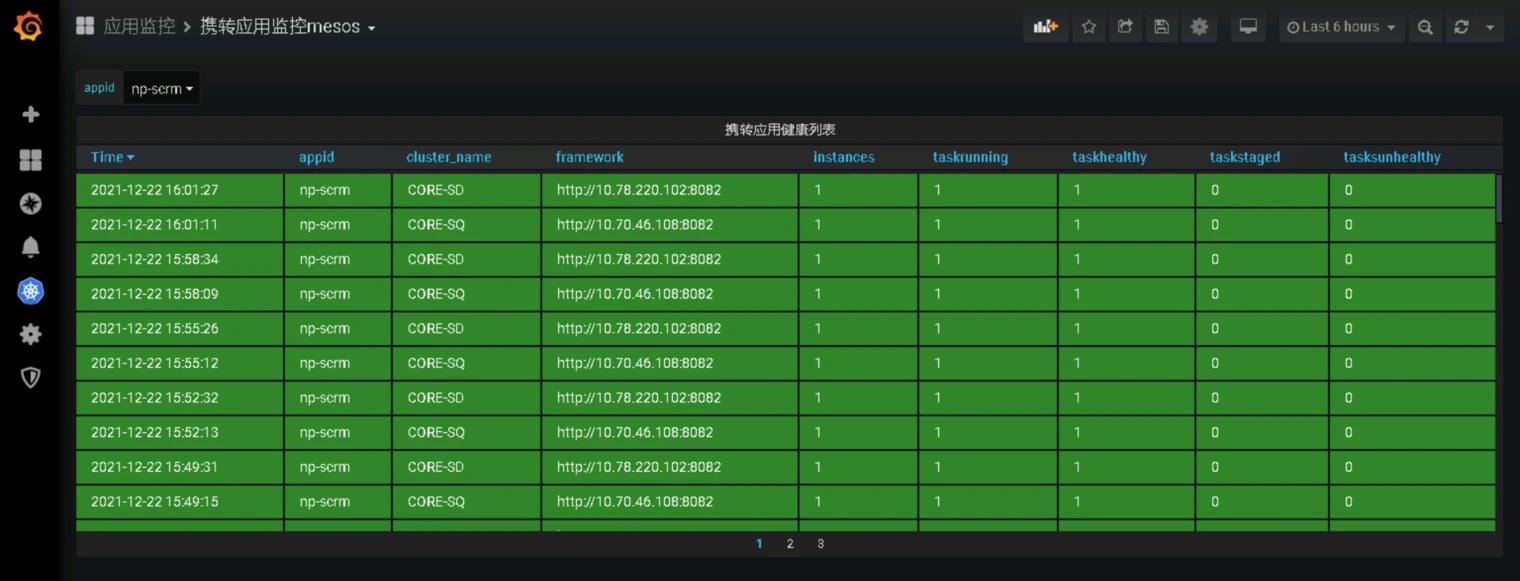 应用监控 > 携转应用监控mesos
Last 6 hours
appid np-scrm
携转应用健康列表
Time appid cluster_name framework instances taskrunning taskhealthy taskstaged tasksunhealthy
2021-12-22 16:01:27 np-scrm CORE-SD http://10.78.220.102:8082 1 1 1 0 0
2021-12-22 16:01:11 np-scrm CORE-SQ http://10.70.46.108:8082 1 1 1 0 0
2021-12-22 15:58:34 np-scrm CORE-SD http://10.78.220.102:8082 1 1 1 0 0
2021-12-22 15:58:09 np-scrm CORE-SQ http://10.70.46.108:8082 1 1 1 0 0
2021-12-22 15:55:26 np-scrm CORE-SD http://10.78.220.102:8082 1 1 1 0 0
2021-12-22 15:55:12 np-scrm CORE-SQ http://10.70.46.108:8082 1 1 1 0 0
2021-12-22 15:52:32 np-scrm CORE-SD http://10.78.220.102:8082 1 1 1 0 0
2021-12-22 15:52:13 np-scrm CORE-SQ http://10.70.46.108:8082 1 1 1 0 0
2021-12-22 15:49:31 np-scrm CORE-SD http://10.78.220.102:8082 1 1 1 0 0
2021-12-22 15:49:15 np-scrm CORE-SQ http://10.70.46.108:8082 1 1 1 0 0
1 2 3